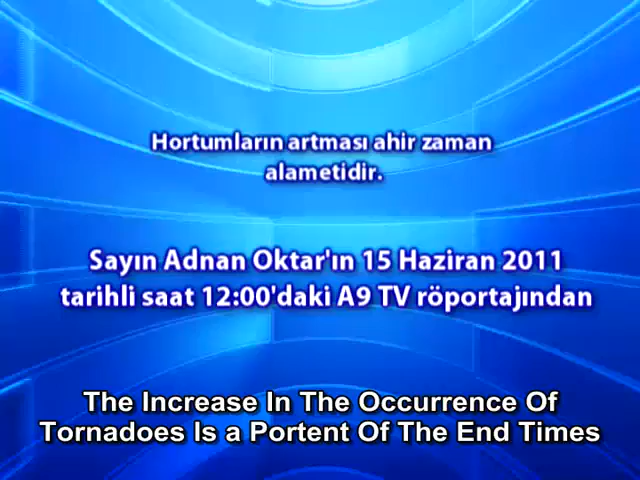 Hortumların artması ahir zaman
alametidir.
Sayın Adnan Oktar'ın 15 Haziran 2011
tarihli saat 12:00'daki A9 TV röportajından
The Increase In The Occurrence Of
Tornadoes Is a Portent Of The End Times